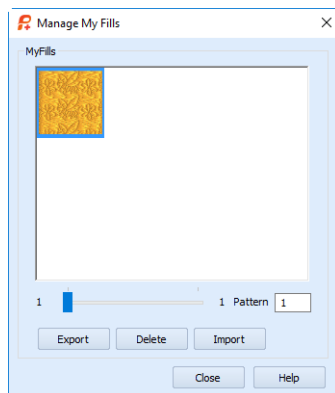 Manage My Fills
MyFills
1 1 Pattern 1
Export Delete Import
Close Help